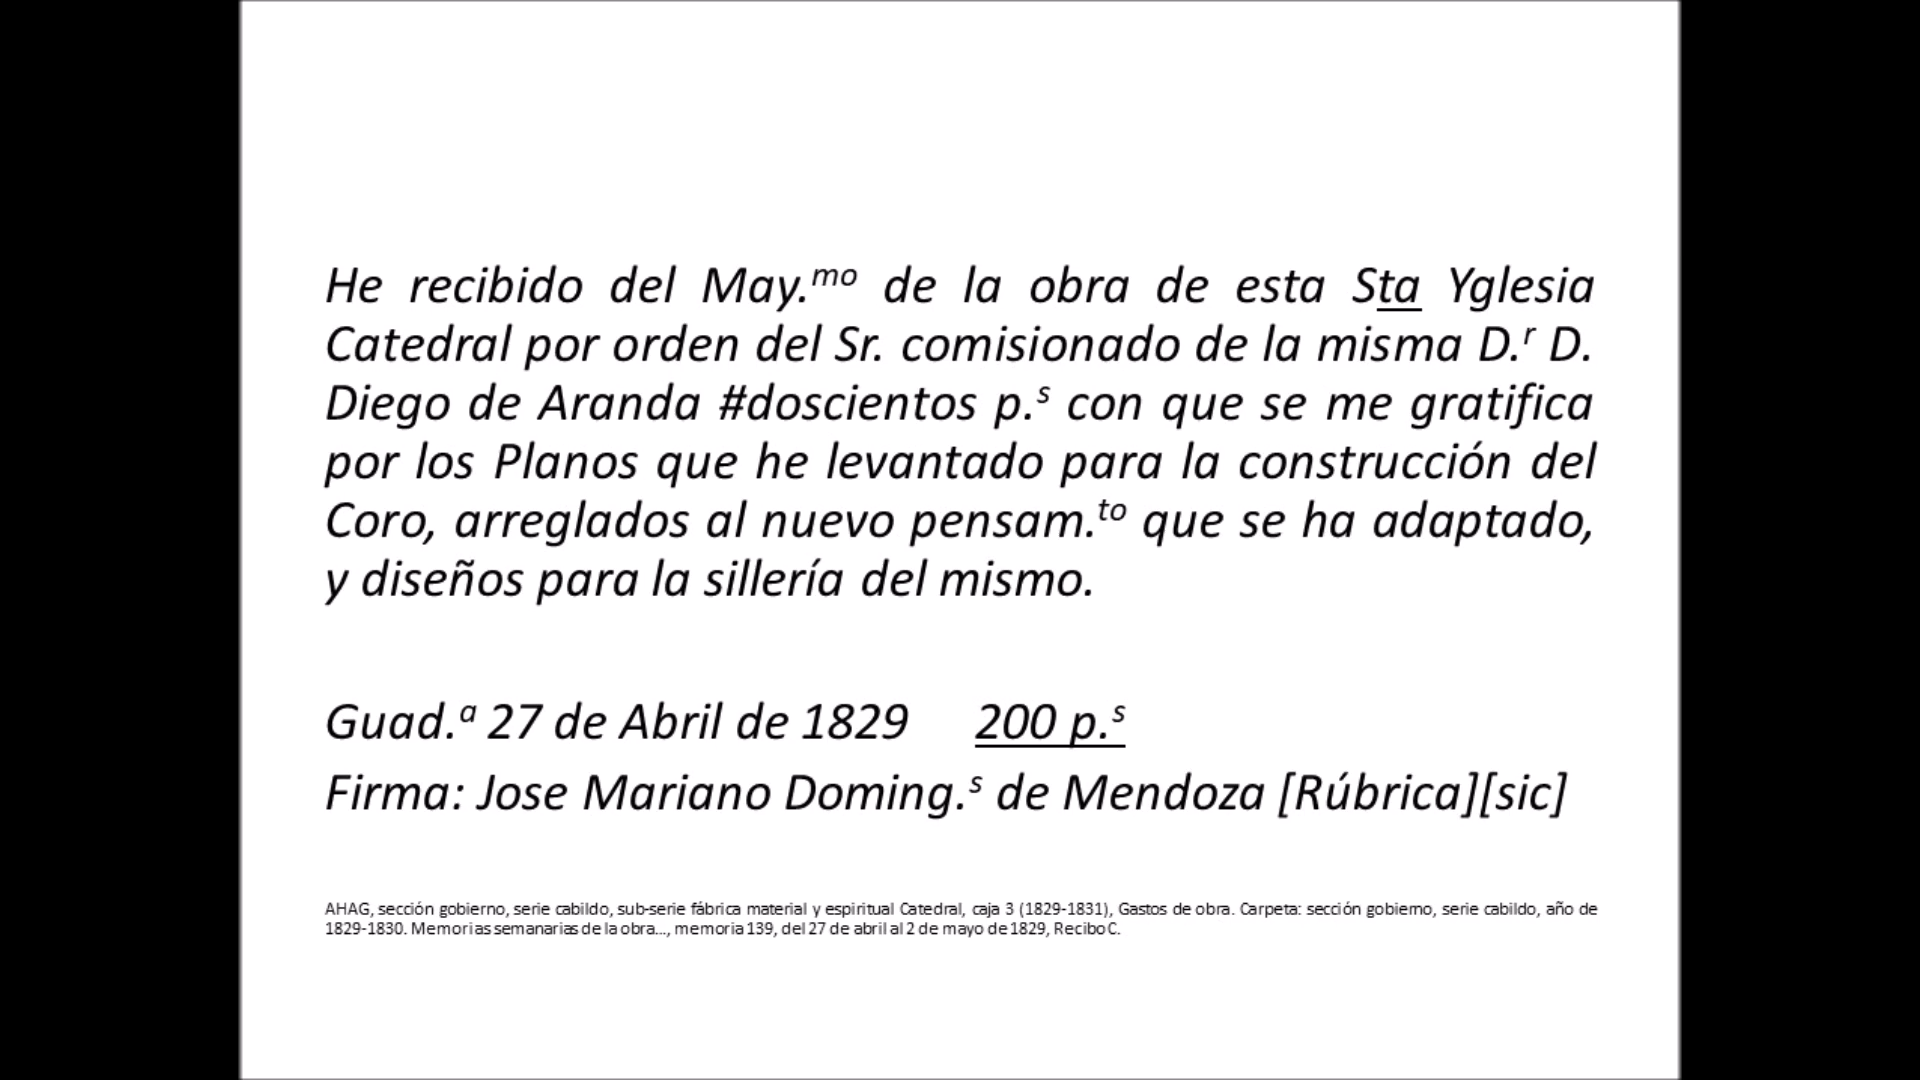 He recibido del May.mo de la obra de esta Sta Yglesia
Catedral por orden del Sr. comisionado de la misma D.r D.
Diego de Aranda #doscientos p.s con que se me gratifica
por los Planos que he levantado para la construcción del
Coro, arreglados al nuevo pensam.to que se ha adaptado,
y diseños para la sillería del mismo.
Guad.a 27 de Abril de 1829 200 p.s
Firma: Jose Mariano Doming.s de Mendoza [Rúbrica][sic]
AHAG, sección gobierno, serie cabildo, sub-serie fábrica material y espiritual Catedral, caja 3 (1829-1831), Gastos de obra. Carpeta: sección gobierno, serie cabildo, año de
1829-1830. Memorias semanarias de la obra..., memoria 139, del 27 de abril al 2 de mayo de 1829, Recibo C.